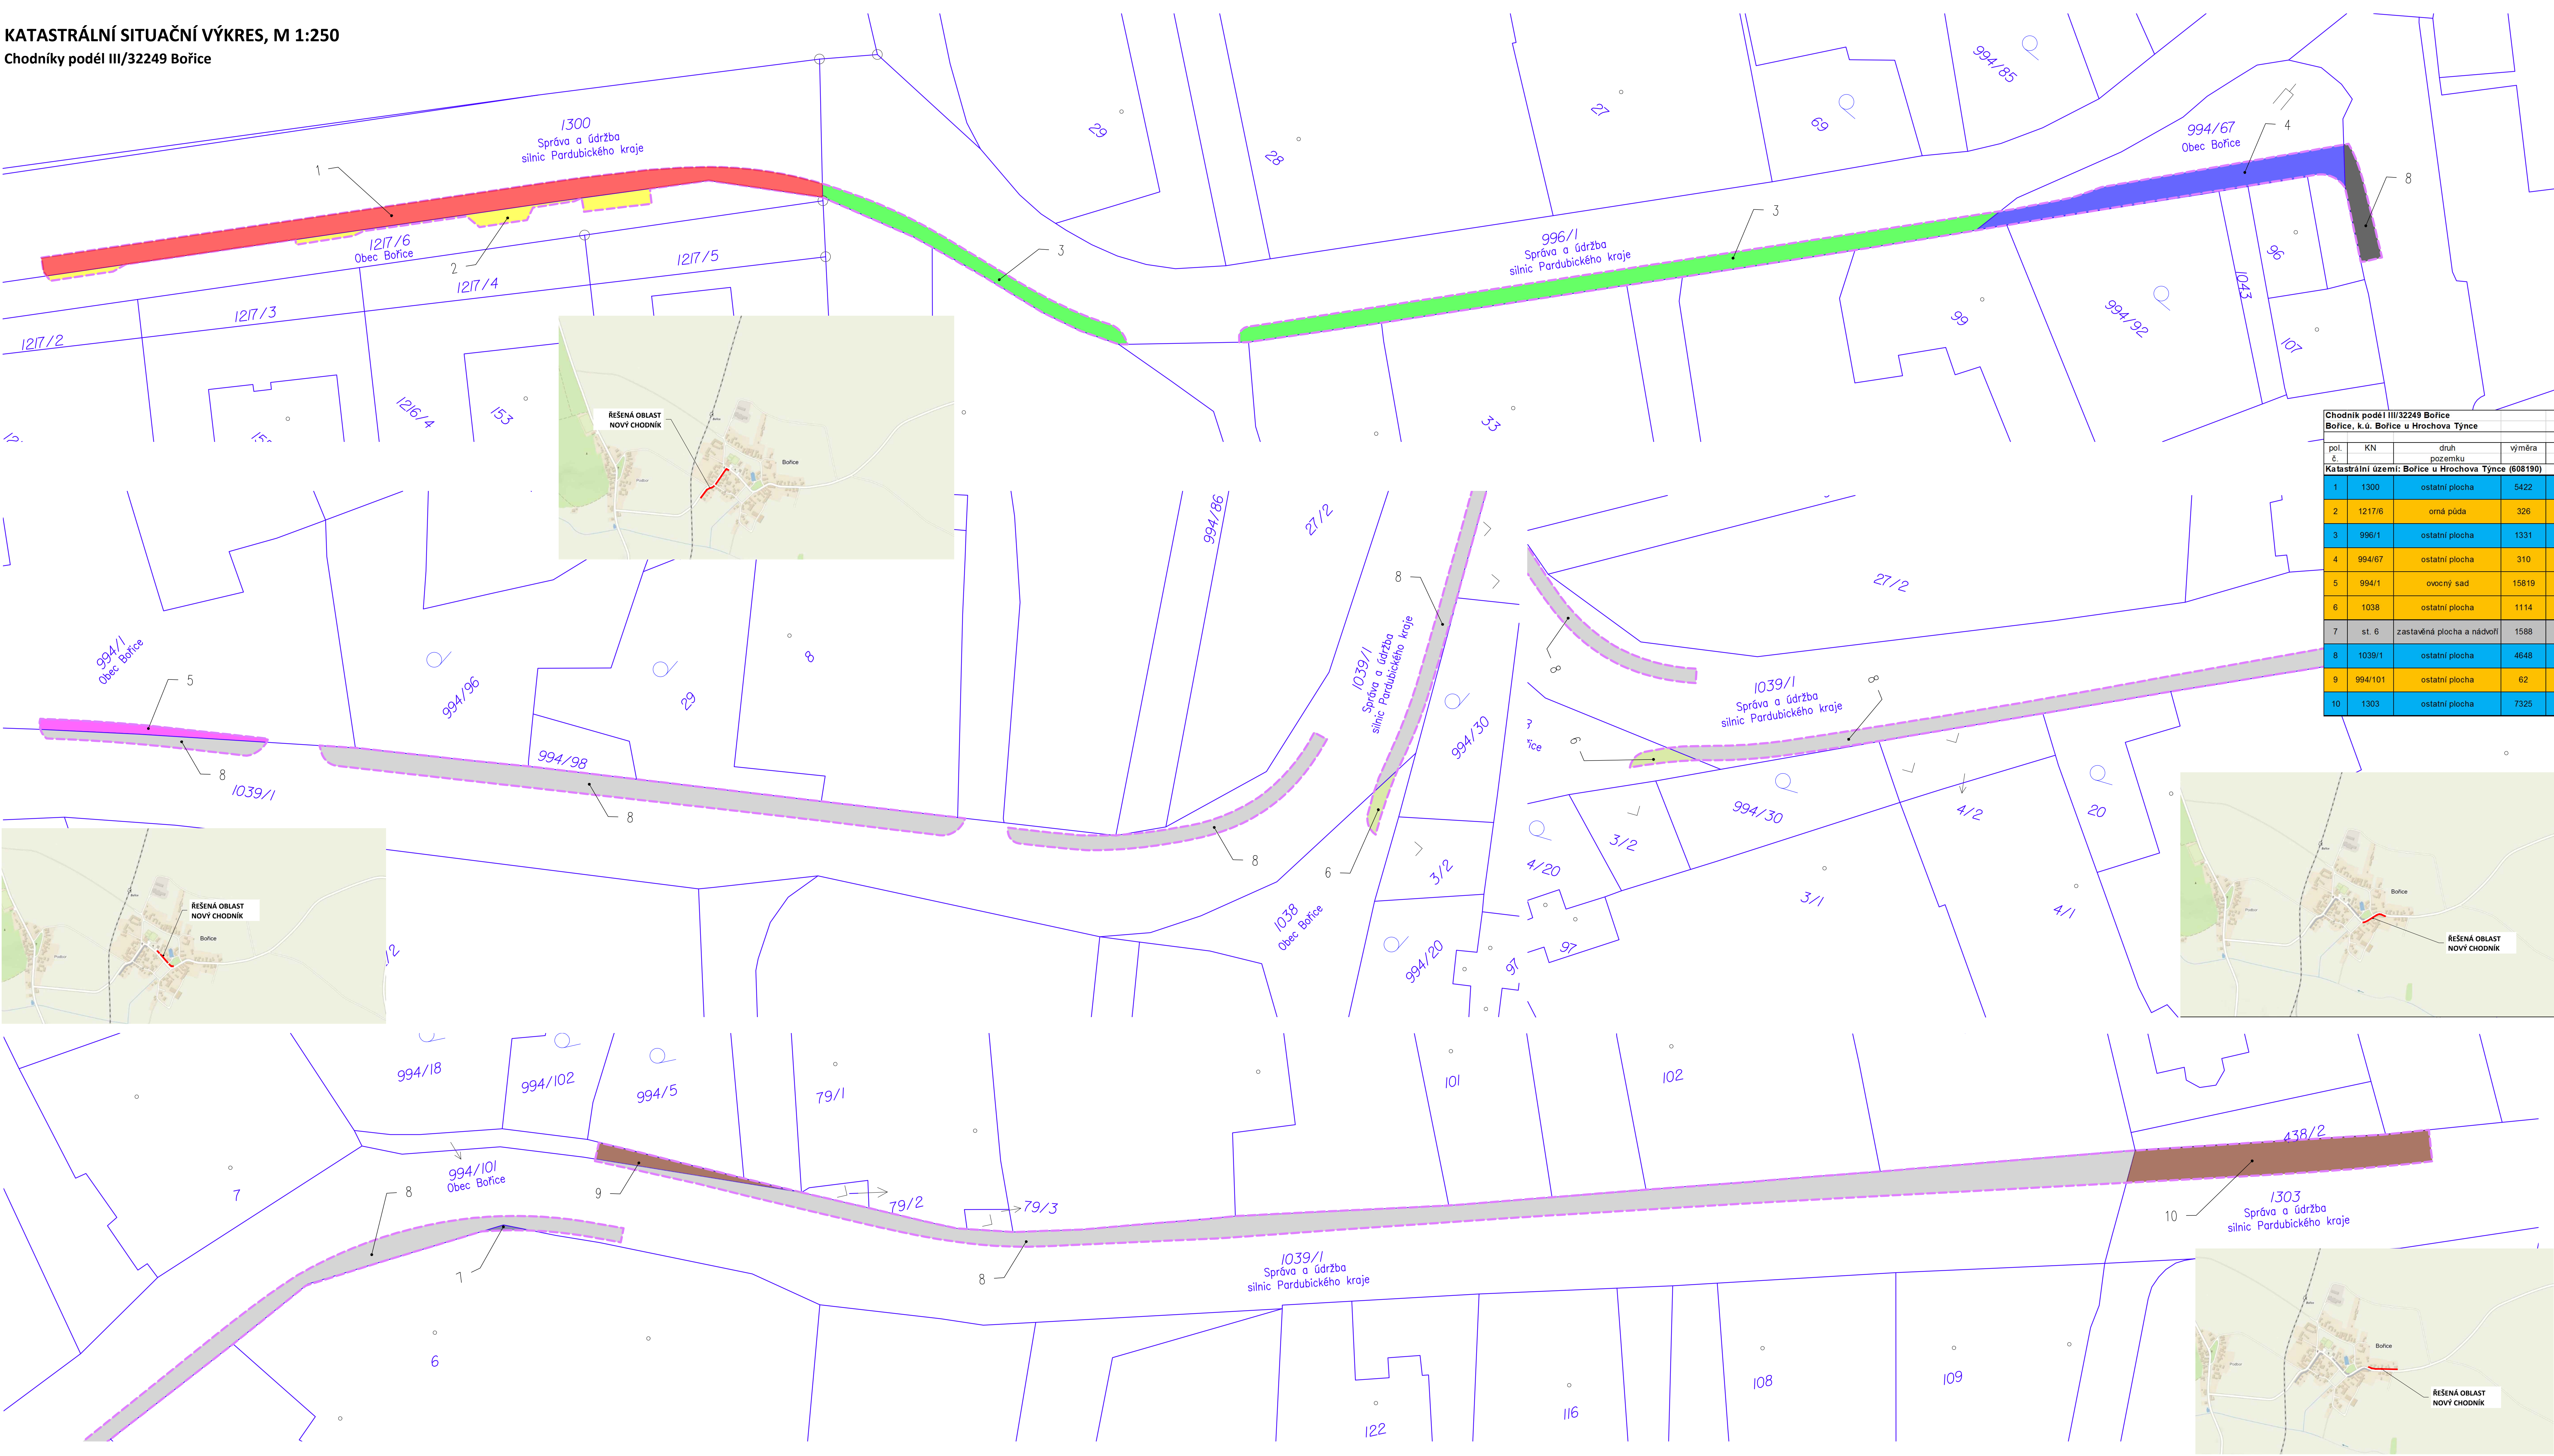 KATASTRÁLNÍ SITUAČNÍ VÝKRES, M 1:250
Chodníky podél III/32249 Bořice
1300
Správa a údržba
silnic Pardubického kraje
1
2
1217/6
Obec Bořice
1217/5
1217/4
1217/3
1217/2
1216/4
153
3
29
28
27
69
994/85
994/67
Obec Bořice
4
8
996/1
Správa a údržba
silnic Pardubického kraje
3
96
1043
994/92
99
107
33
ŘEŠENÁ OBLAST
NOVÝ CHODNÍK
Bořice
Chodník podél III/32249 Bořice
Bořice, k.ú. Bořice u Hrochova Týnce
pol. KN druh výměra
č. pozemku
Katastrální území: Bořice u Hrochova Týnce (608190)
1 1300 ostatní plocha 5422
2 1217/6 orná půda 326
3 996/1 ostatní plocha 1331
4 994/67 ostatní plocha 310
5 994/1 ovocný sad 15819
6 1038 ostatní plocha 1114
7 st. 6 zastavěná plocha a nádvoří 1588
8 1039/1 ostatní plocha 4648
9 994/101 ostatní plocha 62
10 1303 ostatní plocha 7325
994/1
Obec Bořice
5
8
1039/1
994/96
29
8
994/98
8
994/86
27/2
8
1039/1
Správa a údržba
silnic Pardubického kraje
8
994/30
6
3/2
1038
Obec Bořice
994/20
97
27/2
8
1039/1
Správa a údržba
silnic Pardubického kraje
8
6
994/30
3/2
4/20
97
3/1
4/2
20
4/1
ŘEŠENÁ OBLAST
NOVÝ CHODNÍK
Bořice
ŘEŠENÁ OBLAST
NOVÝ CHODNÍK
Bořice
994/18
994/102
994/5
79/1
101
102
438/2
7
994/101
Obec Bořice
8
9
79/2
79/3
7
8
1039/1
Správa a údržba
silnic Pardubického kraje
10
1303
Správa a údržba
silnic Pardubického kraje
6
122
116
108
109
Bořice
ŘEŠENÁ OBLAST
NOVÝ CHODNÍK